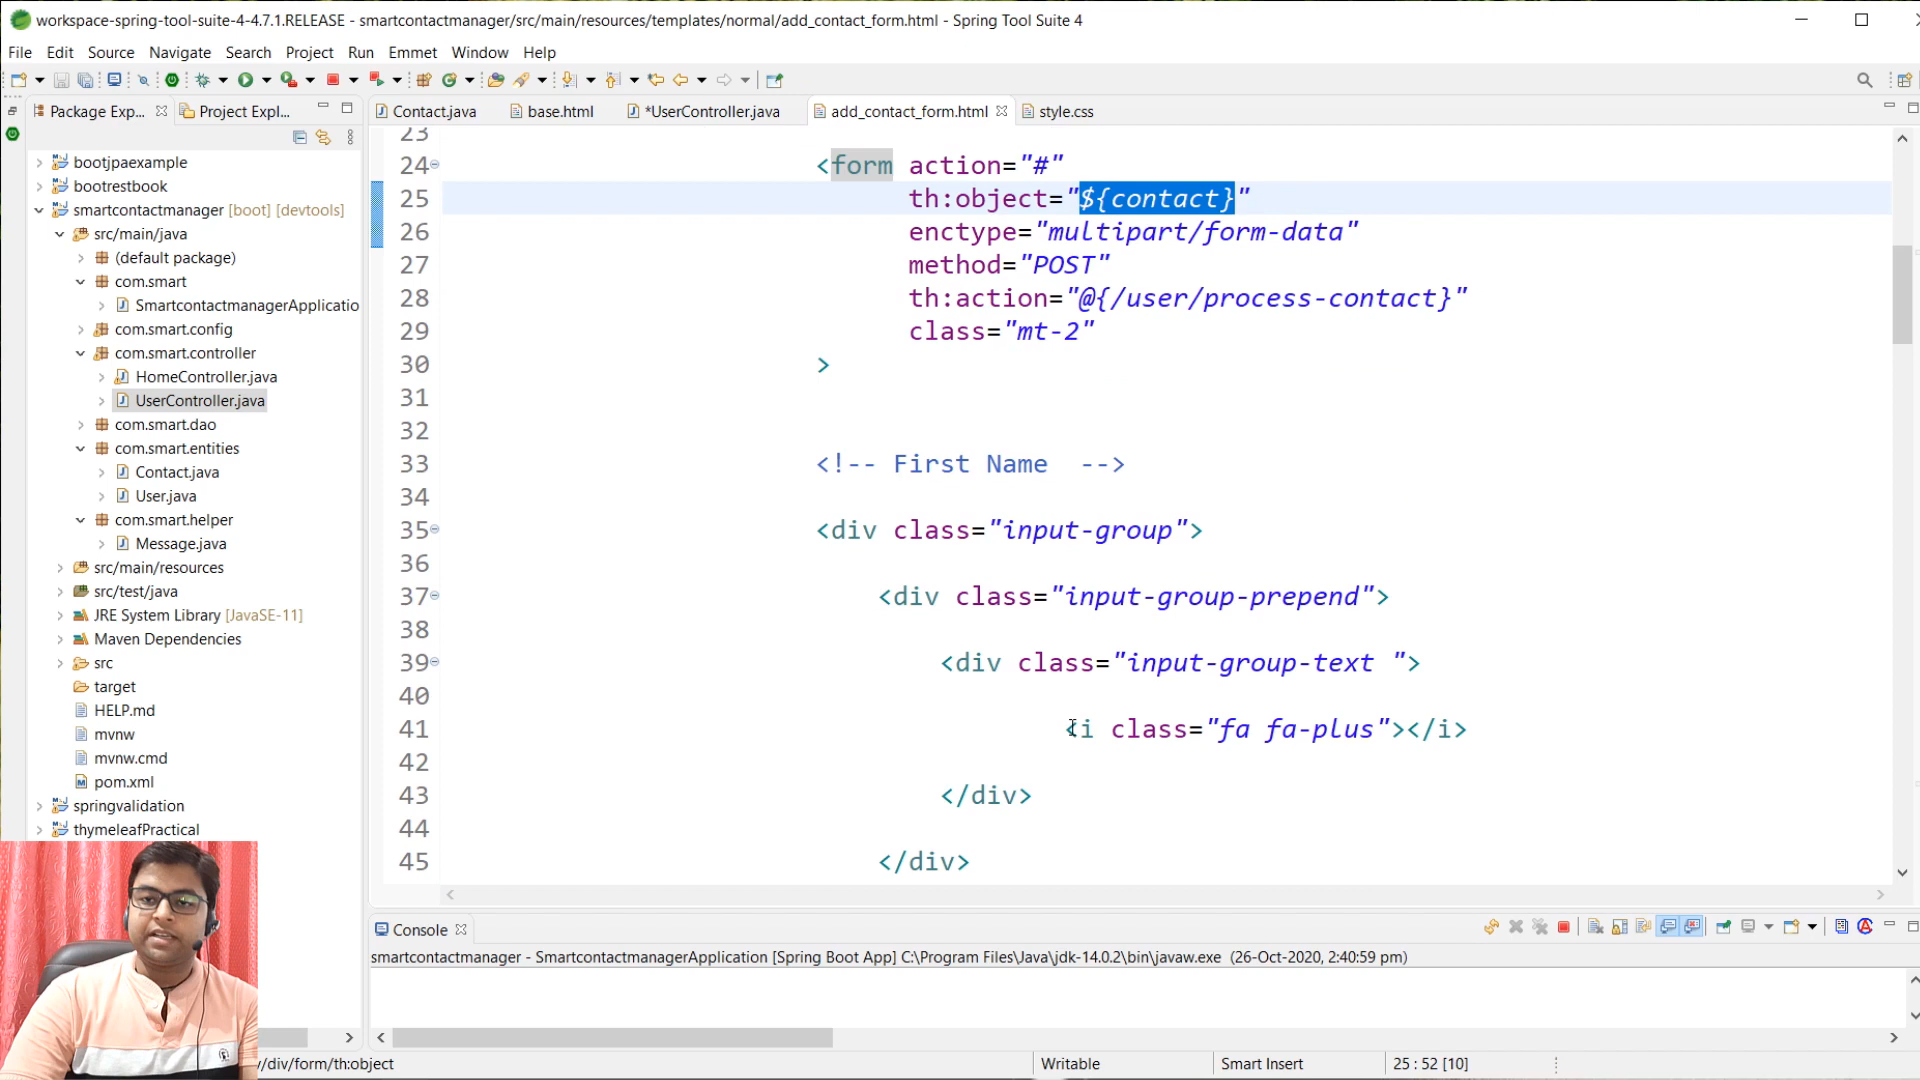 workspace-spring-tool-suite-4-4.7.1.RELEASE - smartcontactmanager/src/main/resources/templates/normal/add_contact_form.html - Spring Tool Suite 4
File Edit Source Navigate Search Project Run Emmet Window Help
Package Exp... Project Expl...
Contact.java base.html *UserController.java add_contact_form.html style.css
bootjpaexample
bootrestbook
smartcontactmanager [boot] [devtools]
src/main/java
(default package)
com.smart
SmartcontactmanagerApplicatio
com.smart.config
com.smart.controller
HomeController.java
UserController.java
com.smart.dao
com.smart.entities
Contact.java
User.java
com.smart.helper
Message.java
src/main/resources
src/test/java
JRE System Library [JavaSE-11]
Maven Dependencies
src
target
HELP.md
mvnw
mvnw.cmd
pom.xml
springvalidation
thymeleafPractical
23
24 <form action="#"
25 th:object="${contact}"
26 enctype="multipart/form-data"
27 method="POST"
28 th:action="@{/user/process-contact}"
29 class="mt-2"
30 >
31
32
33 <!-- First Name -->
34
35 <div class="input-group">
36
37 <div class="input-group-prepend">
38
39 <div class="input-group-text ">
40
41 <i class="fa fa-plus"></i>
42
43 </div>
44
45 </div>
Console
smartcontactmanager - SmartcontactmanagerApplication [Spring Boot App] C:\Program Files\Java\jdk-14.0.2\bin\javaw.exe (26-Oct-2020, 2:40:59 pm)
/div/form/th:object Writable Smart Insert 25 : 52 [10]